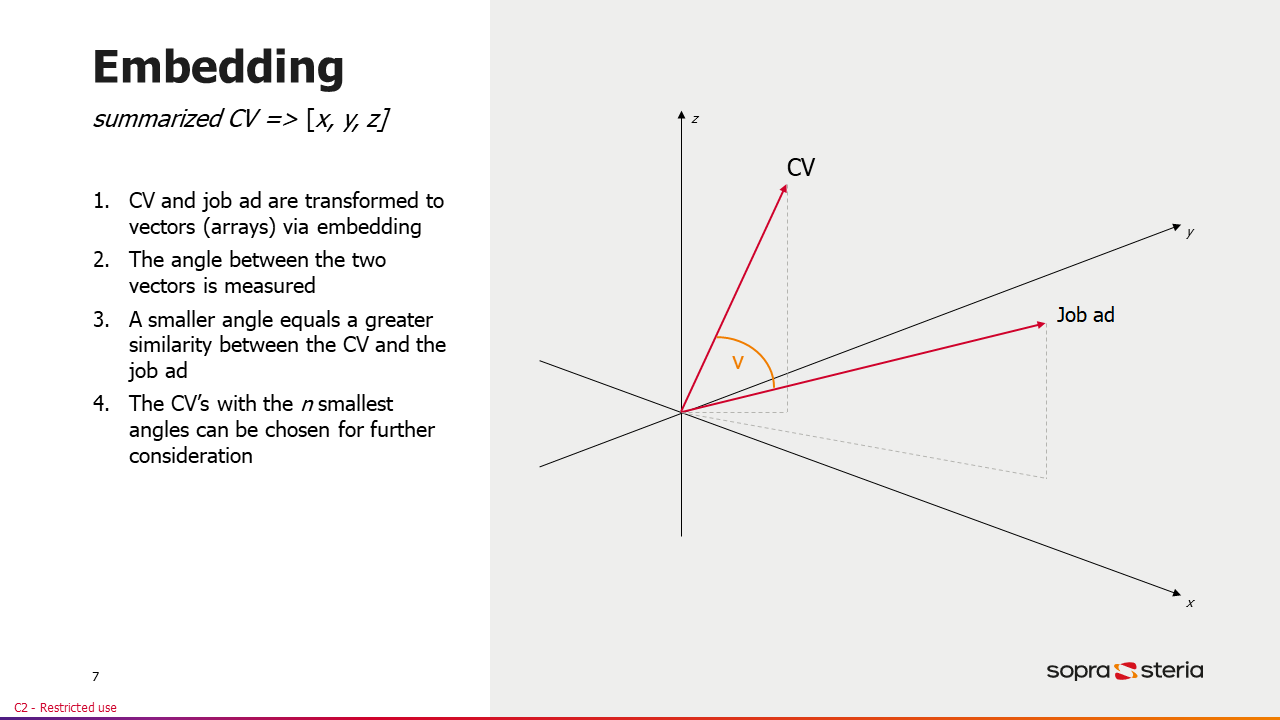 Embedding
summarized CV => [x, y, z]
1. CV and job ad are transformed to
vectors (arrays) via embedding
2. The angle between the two
vectors is measured
3. A smaller angle equals a greater
similarity between the CV and the
job ad
4. The CV’s with the n smallest
angles can be chosen for further
consideration
z
CV
y
Job ad
v
x
sopra steria
7
C2 - Restricted use